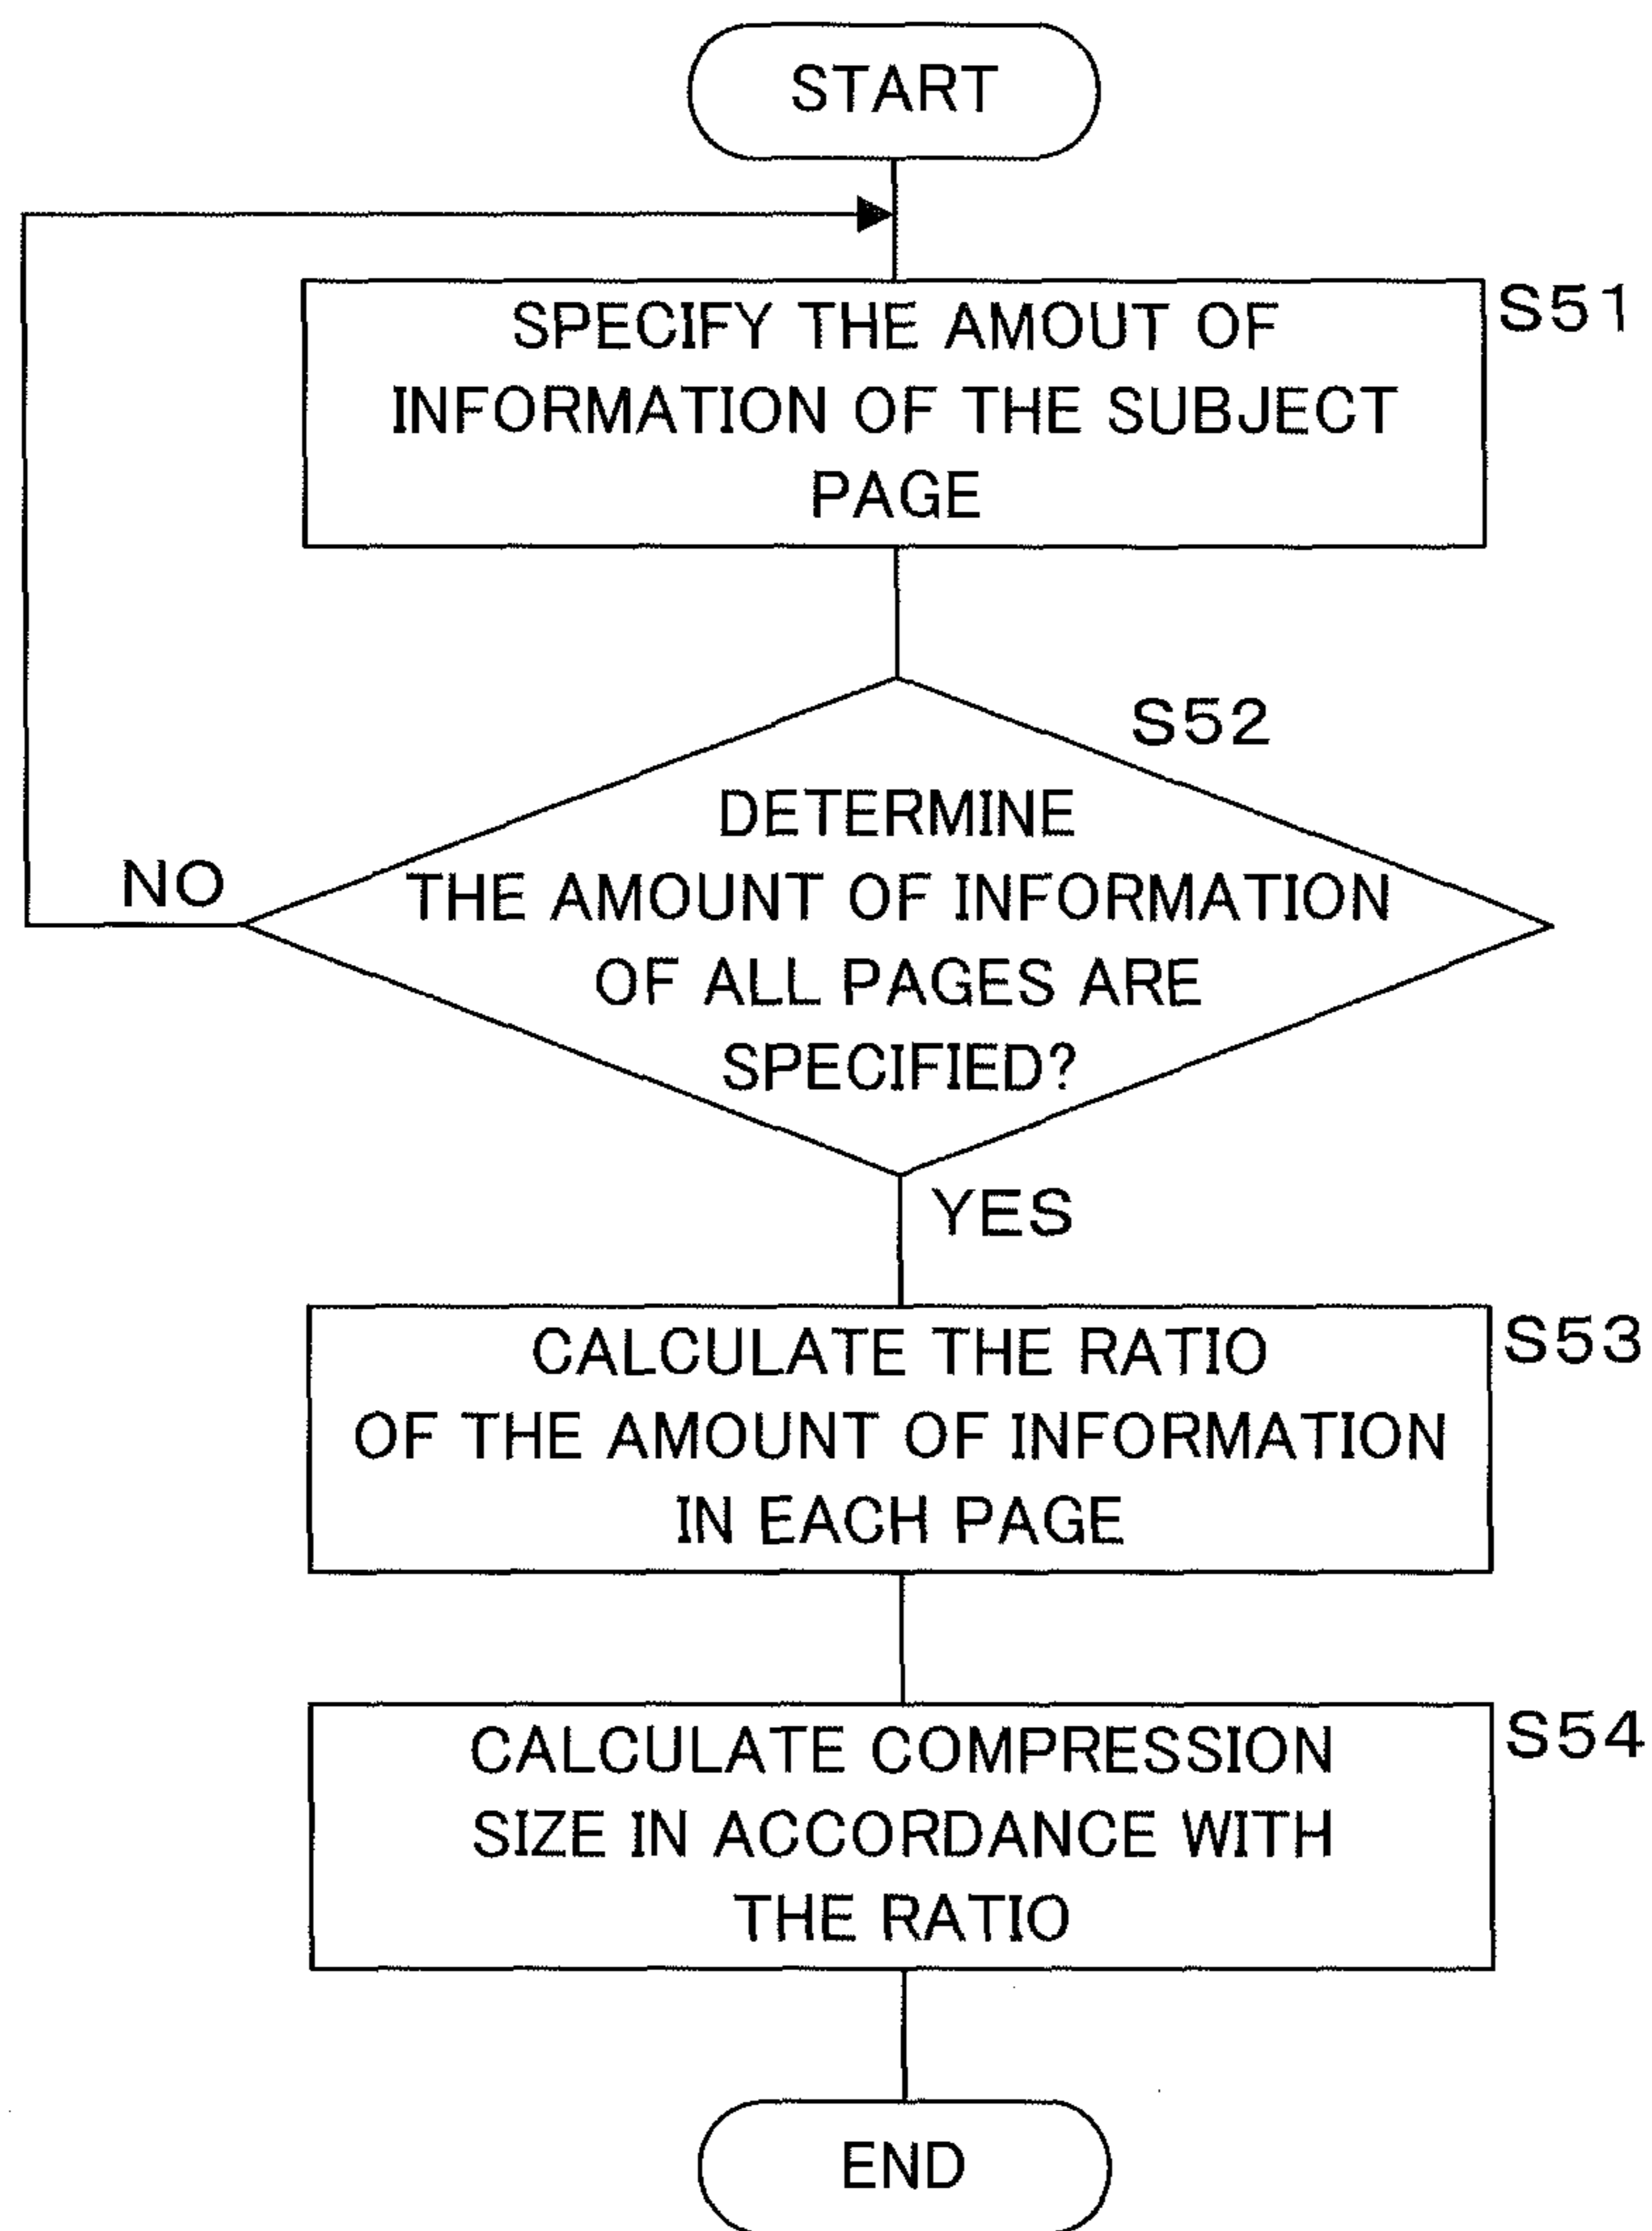 START
SPECIFY THE AMOUT OF
INFORMATION OF THE SUBJECT
PAGE
S51
S52
DETERMINE
THE AMOUNT OF INFORMATION
OF ALL PAGES ARE
SPECIFIED?
NO
YES
CALCULATE THE RATIO
OF THE AMOUNT OF INFORMATION
IN EACH PAGE
S53
CALCULATE COMPRESSION
SIZE IN ACCORDANCE WITH
THE RATIO
S54
END